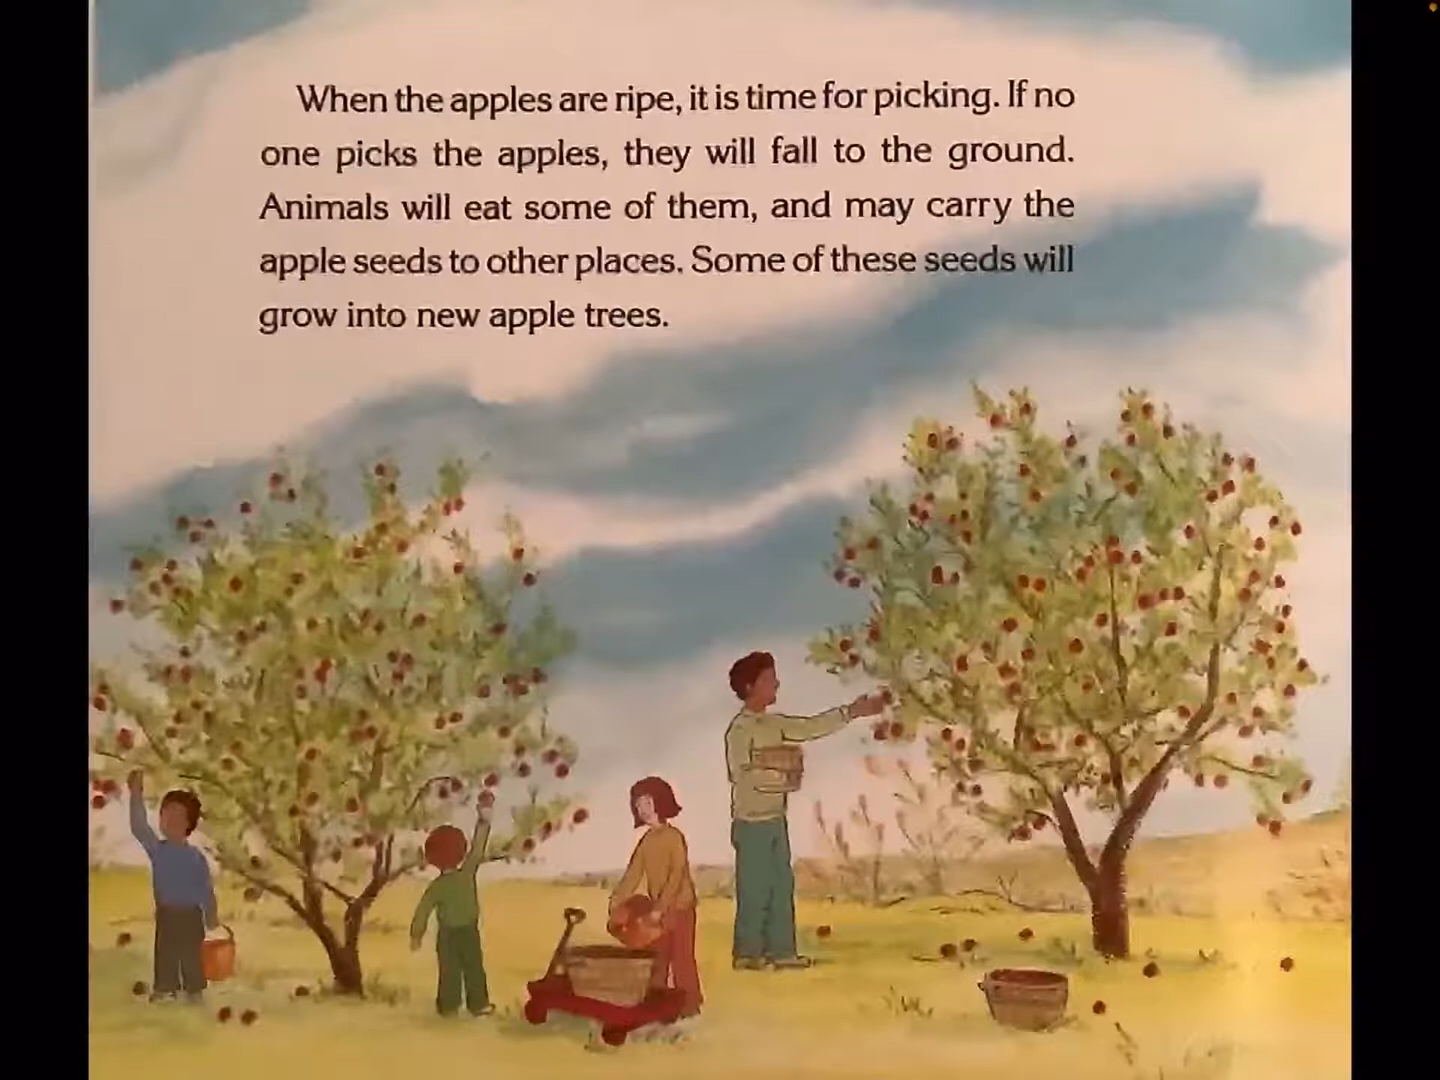 When the apples are ripe, it is time for picking. If no
one picks the apples, they will fall to the ground.
Animals will eat some of them, and may carry the
apple seeds to other places. Some of these seeds will
grow into new apple trees.